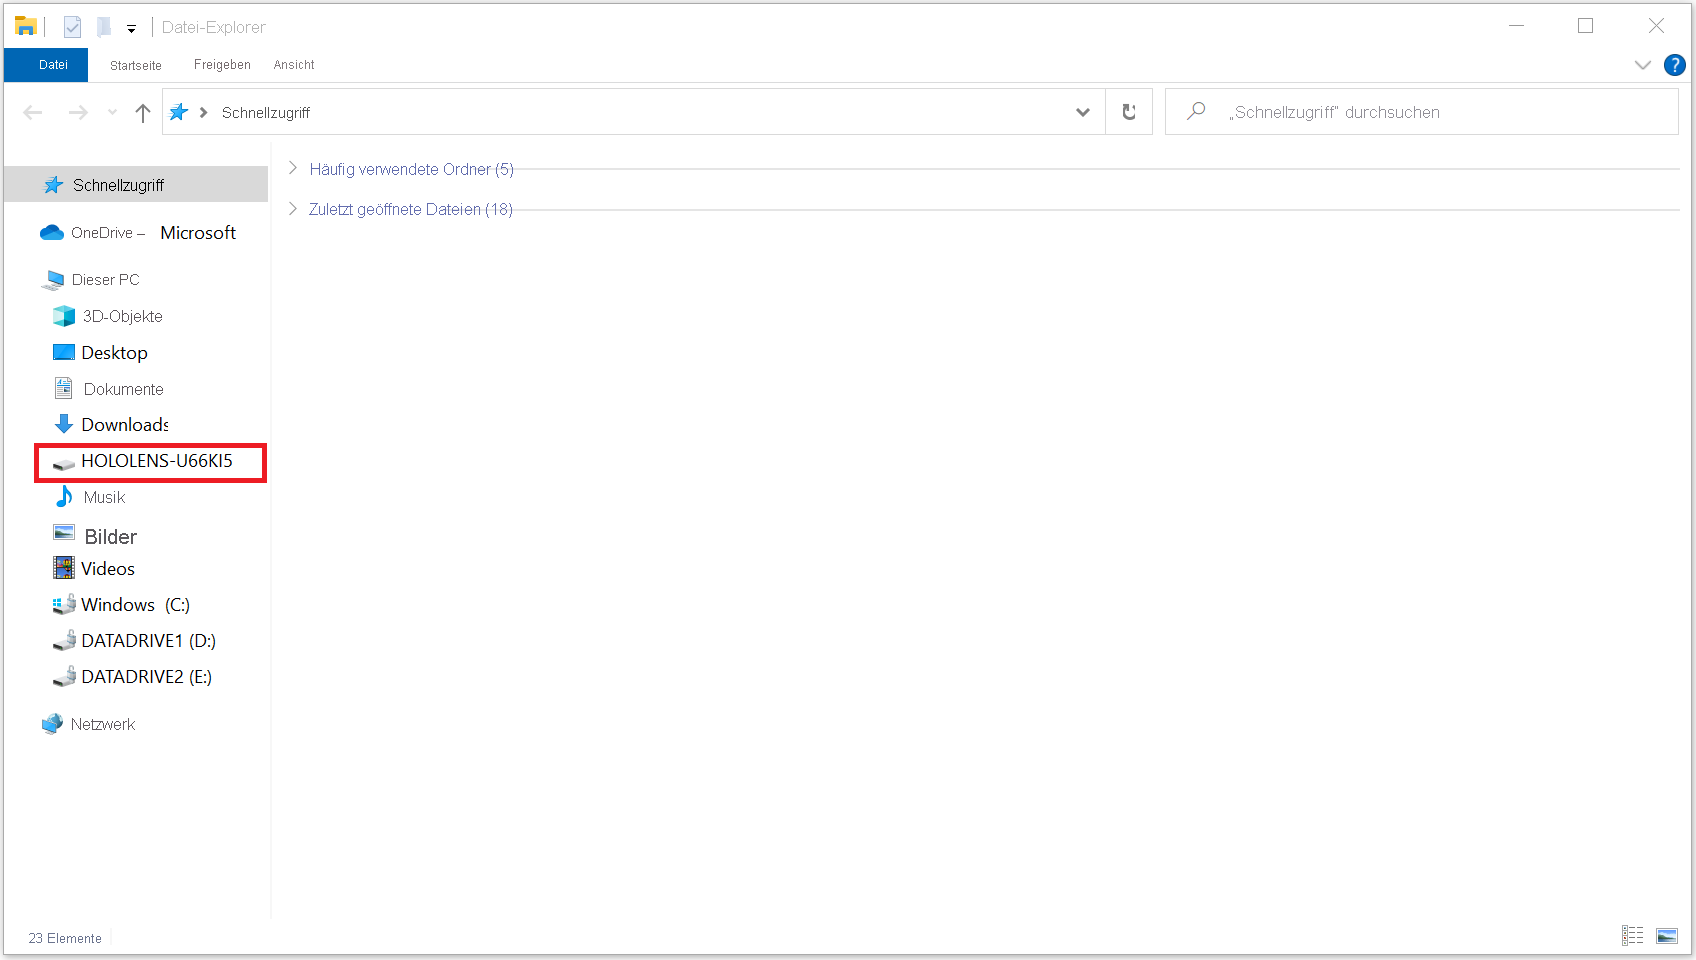 Datei-Explorer
Datei Startseite Freigeben Ansicht ?
Schnellzugriff „Schnellzugriff" durchsuchen
Schnellzugriff
OneDrive – Microsoft
Dieser PC
3D-Objekte
Desktop
Dokumente
Downloads
HOLOLENS-U66KI5
Musik
Bilder
Videos
Windows (C:)
DATADRIVE1 (D:)
DATADRIVE2 (E:)
Netzwerk
Häufig verwendete Ordner (5)
Zuletzt geöffnete Dateien (18)
23 Elemente